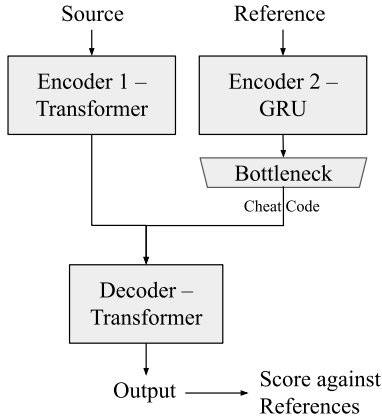 Source
Reference
Encoder 1 –
Transformer
Encoder 2 –
GRU
Bottleneck
Cheat Code
Decoder –
Transformer
Output
Score against
References